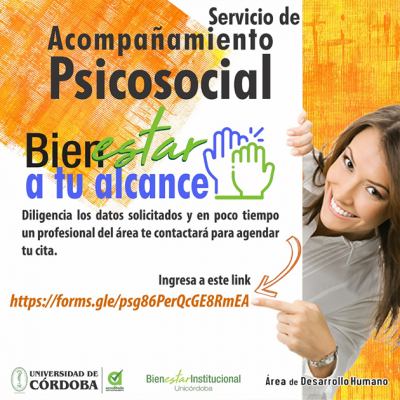 Servicio de
Acompañamiento
Psicosocial
Bienestar
a tu alcance
Diligencia los datos solicitados y en poco tiempo
un profesional del área te contactará para agendar
tu cita.
Ingresa a este link
https://forms.gle/psg86PerQcGE8RmEA
UNIVERSIDAD DE
CÓRDOBA
BienestarInstitucional
Unicórdoba
Área de Desarrollo Humano